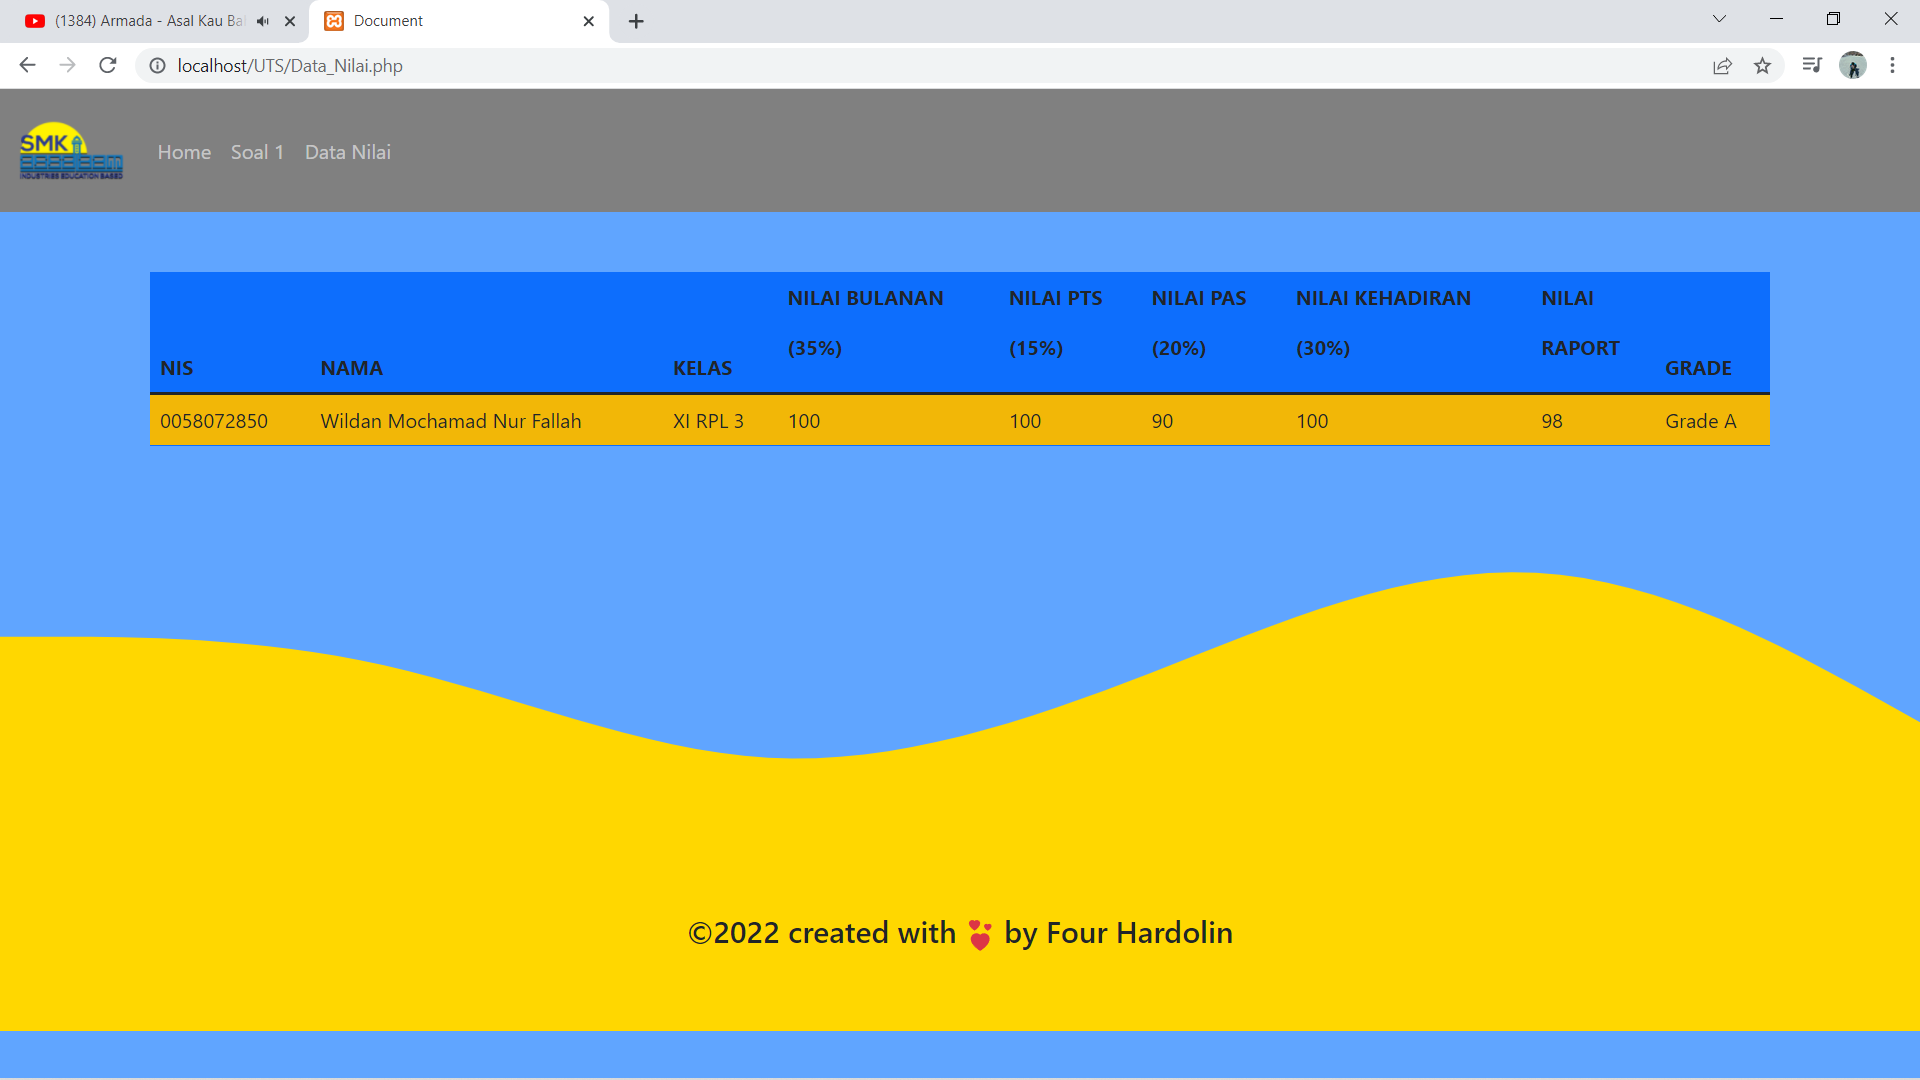 (1384) Armada - Asal Kau Ba
Document
localhost/UTS/Data_Nilai.php
SMK
INDUSTRIES EDUCATION BASED
Home Soal 1 Data Nilai
NIS NAMA KELAS NILAI BULANAN (35%) NILAI PTS (15%) NILAI PAS (20%) NILAI KEHADIRAN (30%) NILAI RAPORT GRADE
0058072850 Wildan Mochamad Nur Fallah XI RPL 3 100 100 90 100 98 Grade A
©2022 created with 💕 by Four Hardolin